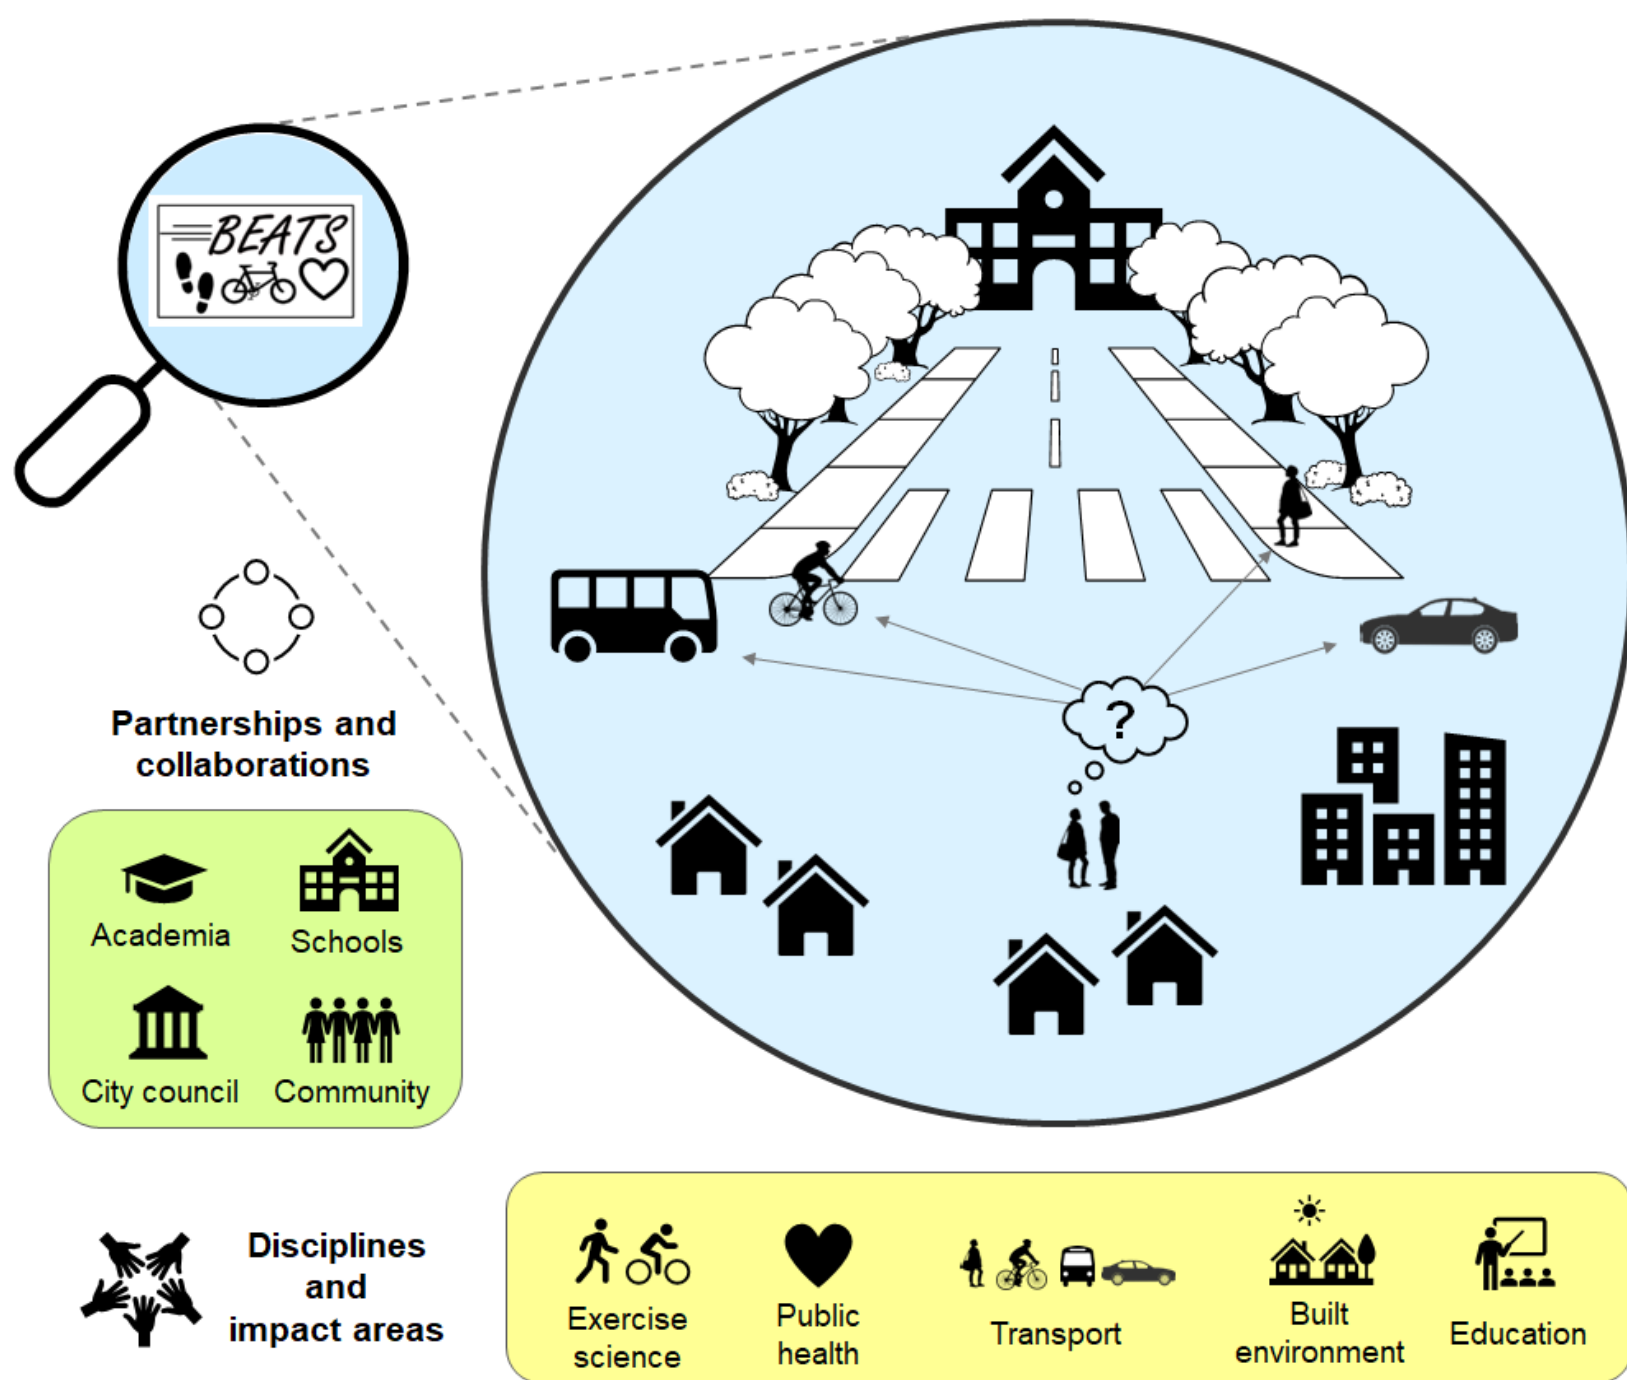 BEATS
?
Partnerships and
collaborations
Academia
Schools
City council
Community
Disciplines
and
impact areas
Exercise
science
Public
health
Transport
Built
environment
Education